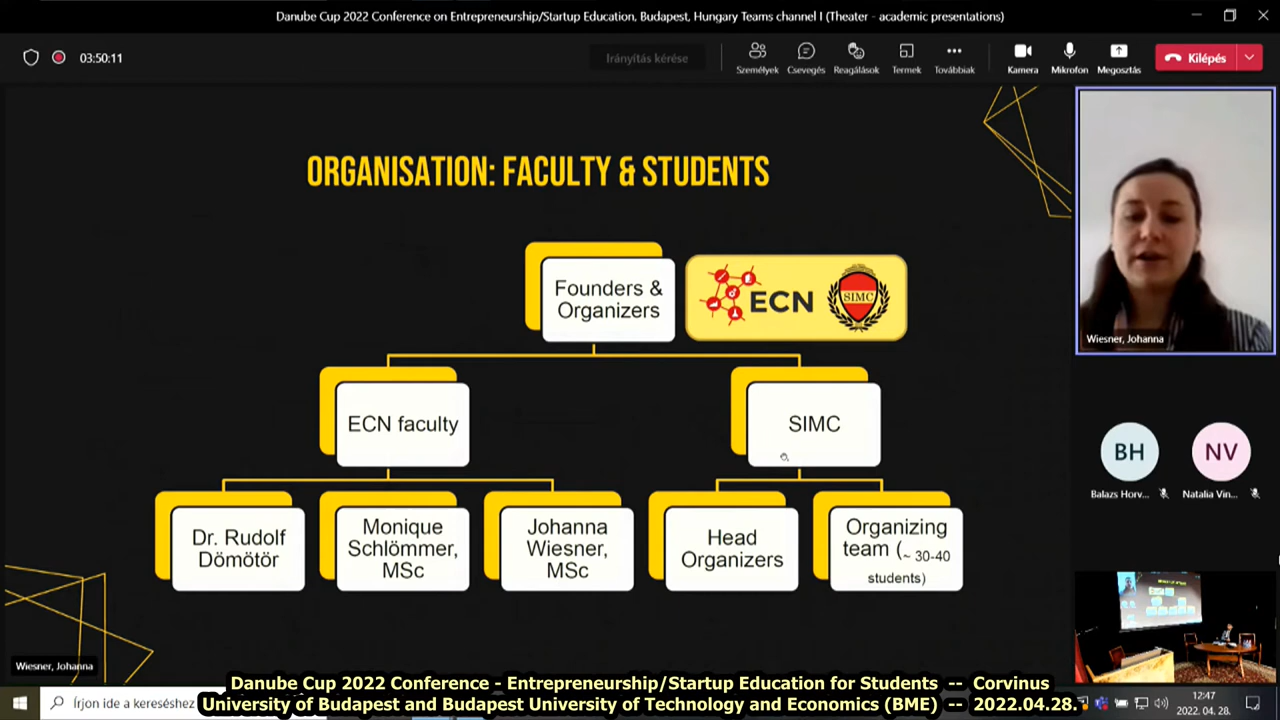 Danube Cup 2022 Conference on Entrepreneurship/Startup Education, Budapest, Hungary Teams channel I (Theater - academic presentations)
03:50:11
Irányítás kérése
Személyek
Csevegés
Reagálások
Termek
Továbbiak
Kamera
Mikrofon
Megosztás
Kilépés
ORGANISATION: FACULTY & STUDENTS
Founders &
Organizers
ECN
SIMC
ECN faculty
SIMC
Dr. Rudolf
Dömötör
Monique
Schlömmer,
MSc
Johanna
Wiesner,
MSc
Head
Organizers
Organizing
team (~ 30-40
students)
Wiesner, Johanna
BH
NV
Balazs Horv...
Natalia Vin...
Wiesner, Johanna
Írjon ide a kereséshez
12:47
2022. 04. 28.
Danube Cup 2022 Conference - Entrepreneurship/Startup Education for Students -- Corvinus
University of Budapest and Budapest University of Technology and Economics (BME) -- 2022.04.28.